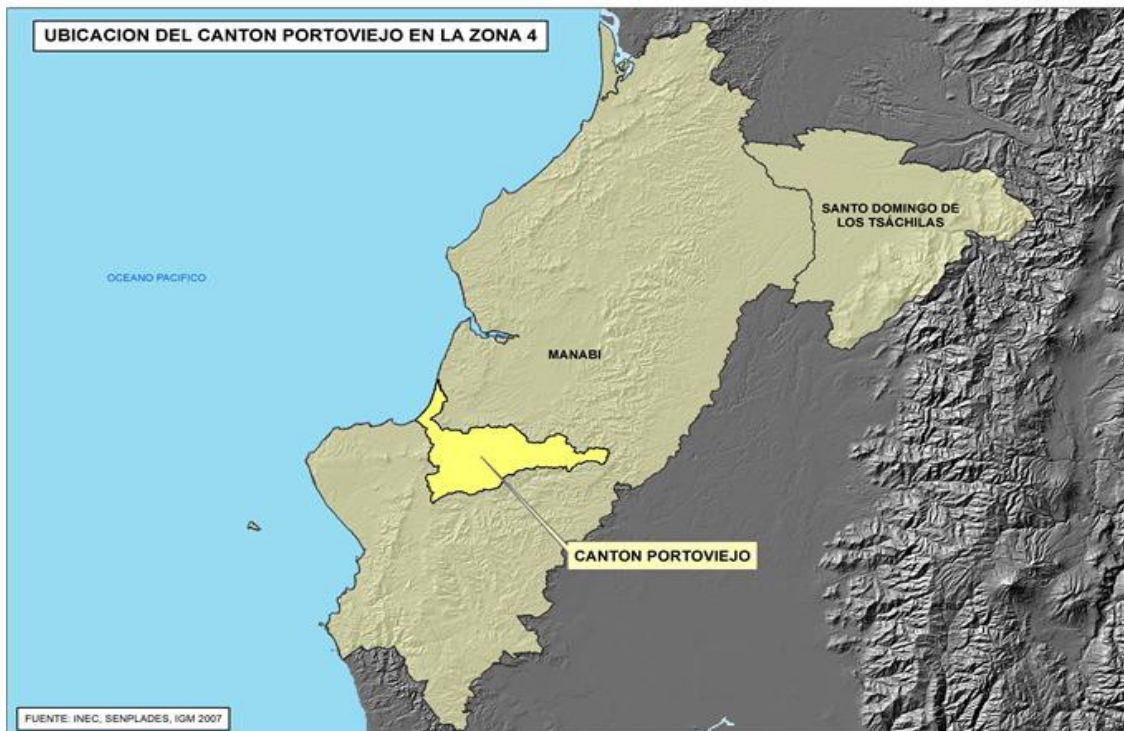 UBICACION DEL CANTON PORTOVIEJO EN LA ZONA 4
SANTO DOMINGO DE
LOS TSÁCHILAS
OCEANO PACIFICO
MANABI
CANTON PORTOVIEJO
FUENTE: INEC, SENPLADES, IGM 2007